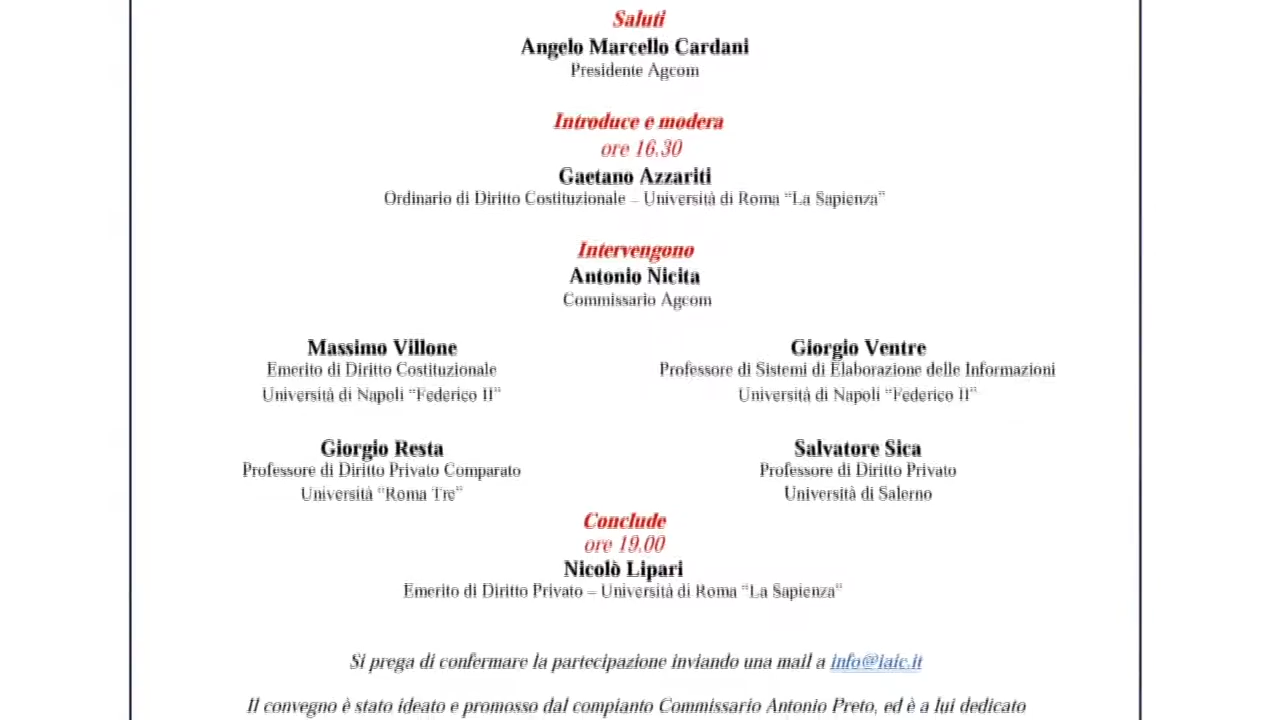 Saluti
Angelo Marcello Cardani
Presidente Agcom
Introduce e modera
ore 16.30
Gaetano Azzariti
Ordinario di Diritto Costituzionale – Università di Roma “La Sapienza”
Intervengono
Antonio Nicita
Commissario Agcom
Massimo Villone
Emerito di Diritto Costituzionale
Università di Napoli “Federico II”
Giorgio Ventre
Professore di Sistemi di Elaborazione delle Informazioni
Università di Napoli “Federico II”
Giorgio Resta
Professore di Diritto Privato Comparato
Università “Roma Tre”
Salvatore Sica
Professore di Diritto Privato
Università di Salerno
Conclude
ore 19.00
Nicolò Lipari
Emerito di Diritto Privato – Università di Roma “La Sapienza”
Si prega di confermare la partecipazione inviando una mail a info@iaic.it
Il convegno è stato ideato e promosso dal compianto Commissario Antonio Preto, ed è a lui dedicato